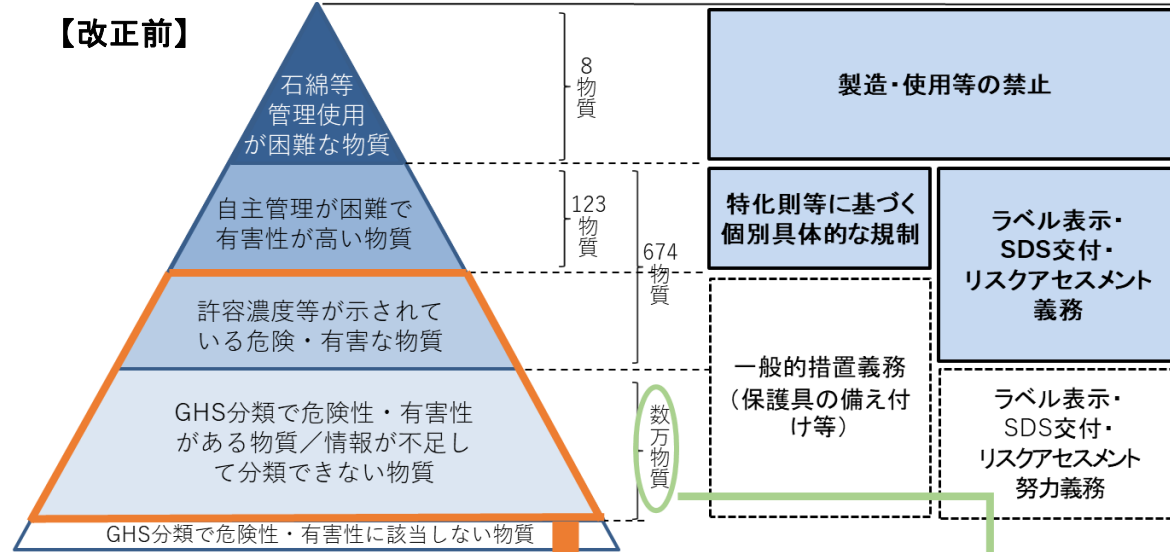 【改正前】
石綿等
管理使用
が困難な物質
8
物質
製造・使用等の禁止
自主管理が困難で
有害性が高い物質
123
物質
特化則等に基づく
個別具体的な規制
674
物質
ラベル表示・
SDS交付・
リスクアセスメント
義務
許容濃度等が示されて
いる危険・有害な物質
一般的措置義務
（保護具の備え付
け等）
GHS分類で危険性・有害性
がある物質／情報が不足し
て分類できない物質
数万物質
ラベル表示・
SDS交付・
リスクアセスメント
努力義務
GHS分類で危険性・有害性に該当しない物質